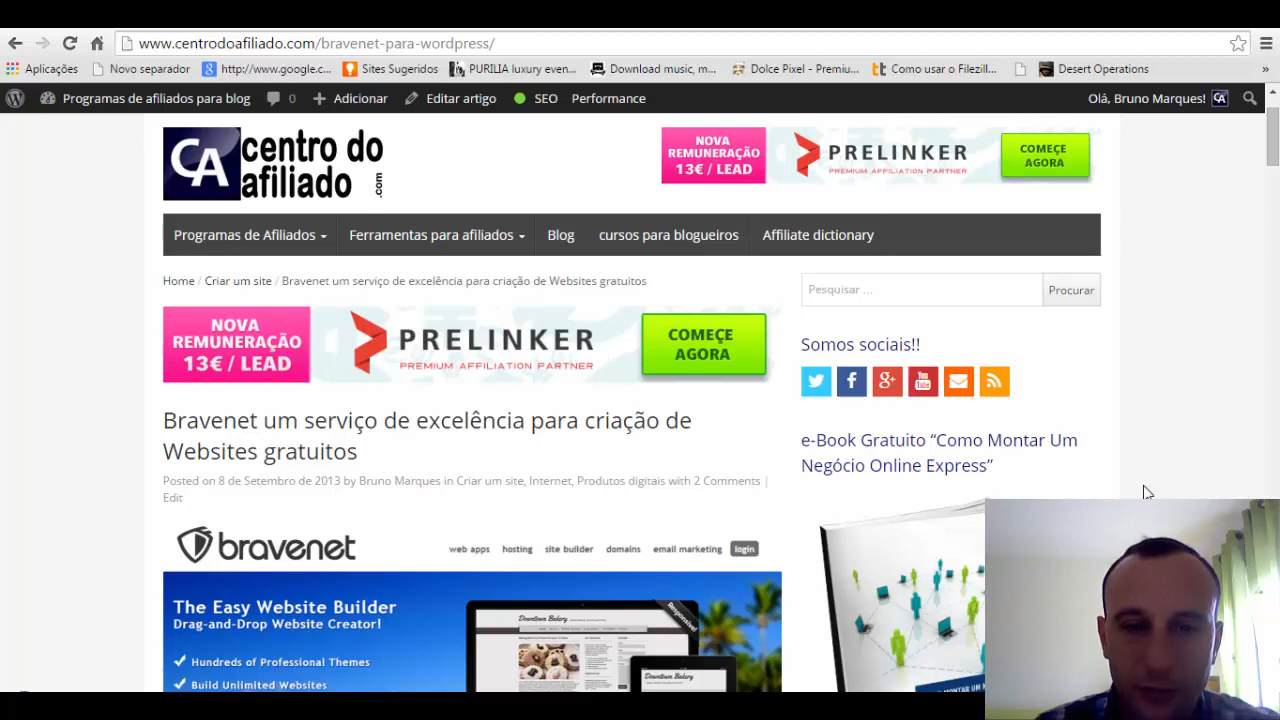 www.centrodoafiliado.com/bravenet-para-wordpress/
Aplicações Novo separador http://www.google.c... Sites Sugeridos PURILIA luxury even... Download music, m... Dolce Pixel - Premiu... Como usar o Filezill... Desert Operations »
Programas de afiliados para blog 0 Adicionar Editar artigo SEO Performance Olá, Bruno Marques! CA
CA centro do afiliado .com
NOVA REMUNERAÇÃO 13€ / LEAD PRELINKER PREMIUM AFFILIATION PARTNER COMEÇE AGORA
Programas de Afiliados Ferramentas para afiliados Blog cursos para blogueiros Affiliate dictionary
Home / Criar um site / Bravenet um serviço de excelência para criação de Websites gratuitos
Pesquisar ... Procurar
NOVA
REMUNERAÇÃO
13€ / LEAD
PRELINKER
PREMIUM AFFILIATION PARTNER
COMEÇE
AGORA
Somos sociais!!
Bravenet um serviço de excelência para criação de
Websites gratuitos
Posted on 8 de Setembro de 2013 by Bruno Marques in Criar um site, Internet, Produtos digitais with 2 Comments |
Edit
e-Book Gratuito “Como Montar Um
Negócio Online Express”
bravenet web apps hosting site builder domains email marketing login
The Easy Website Builder
Drag-and-Drop Website Creator!
Hundreds of Professional Themes
Build Unlimited Websites
Responsive!
Downtown Bakery
Downtown Bakery